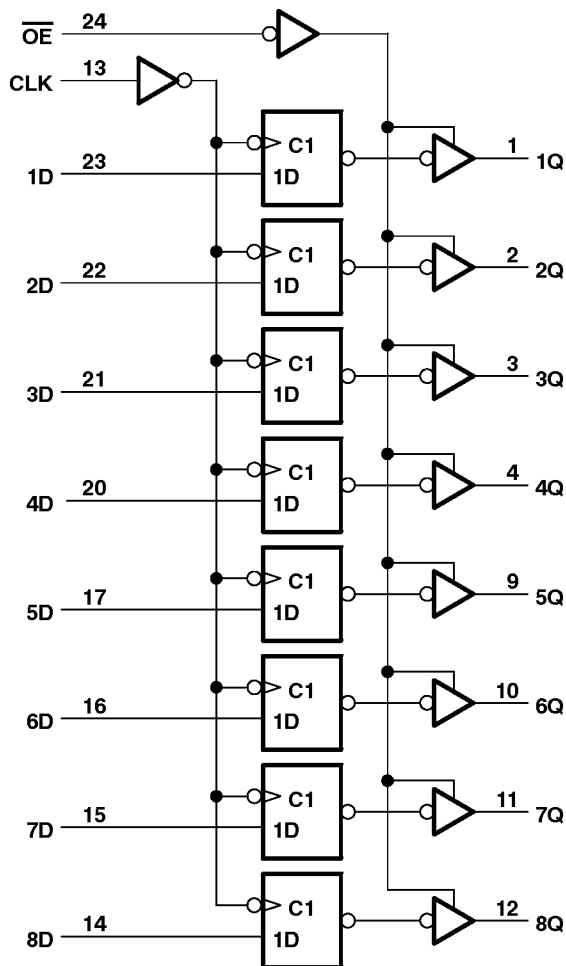 O̅E̅ 24
CLK 13
C1 1
1D 23 1D 1Q
C1 2
2D 22 1D 2Q
C1 3
3D 21 1D 3Q
C1 4
4D 20 1D 4Q
C1 9
5D 17 1D 5Q
C1 10
6D 16 1D 6Q
C1 11
7D 15 1D 7Q
C1 12
8D 14 1D 8Q